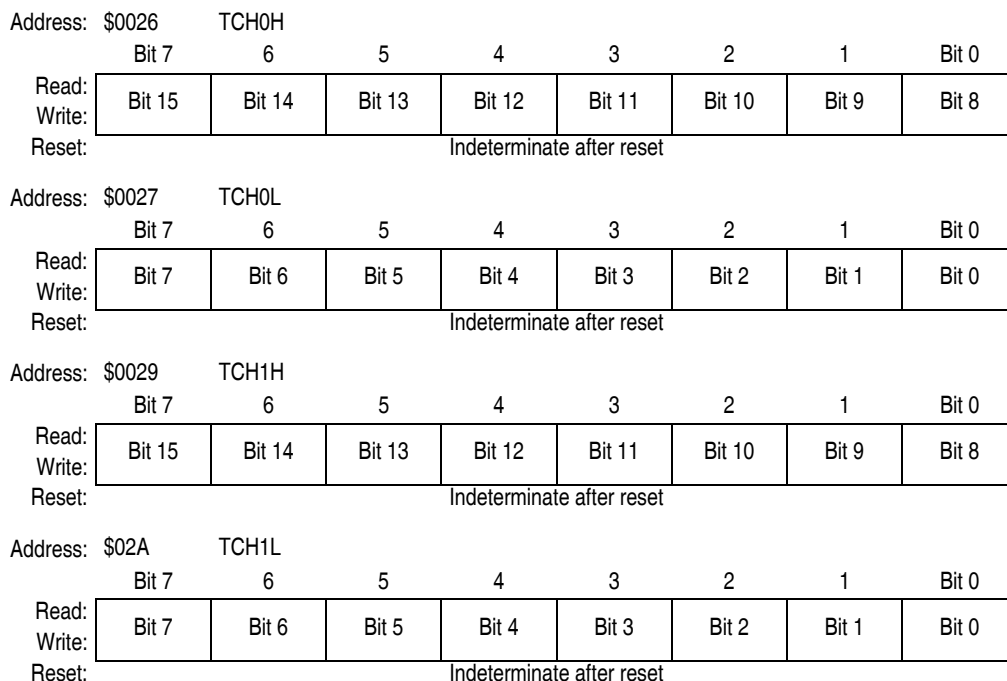 Address: $0026 TCH0H
Bit 7 6 5 4 3 2 1 Bit 0
Read:
Bit 15 Bit 14 Bit 13 Bit 12 Bit 11 Bit 10 Bit 9 Bit 8
Write:
Reset: Indeterminate after reset
Address: $0027 TCH0L
Bit 7 6 5 4 3 2 1 Bit 0
Read:
Bit 7 Bit 6 Bit 5 Bit 4 Bit 3 Bit 2 Bit 1 Bit 0
Write:
Reset: Indeterminate after reset
Address: $0029 TCH1H
Bit 7 6 5 4 3 2 1 Bit 0
Read:
Bit 15 Bit 14 Bit 13 Bit 12 Bit 11 Bit 10 Bit 9 Bit 8
Write:
Reset: Indeterminate after reset
Address: $02A TCH1L
Bit 7 6 5 4 3 2 1 Bit 0
Read:
Bit 7 Bit 6 Bit 5 Bit 4 Bit 3 Bit 2 Bit 1 Bit 0
Write:
Reset: Indeterminate after reset